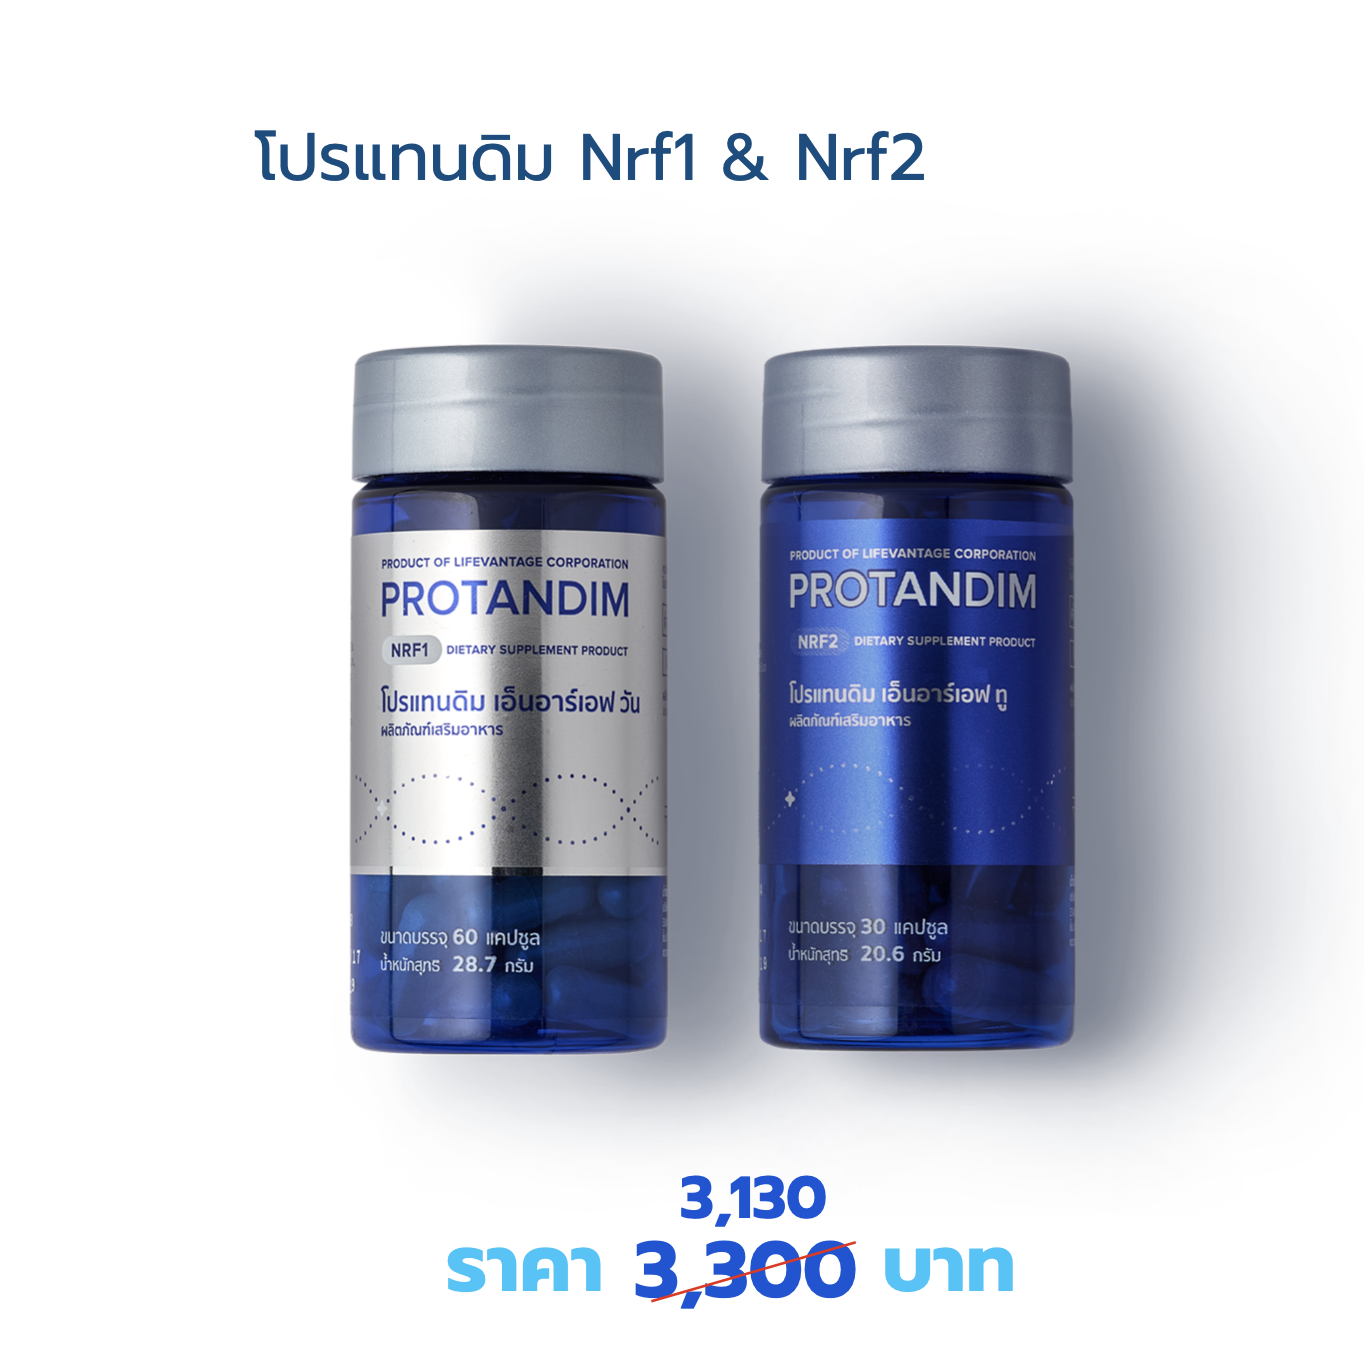 โปรแทนดิม Nrf1 & Nrf2
PRODUCT OF LIFEVANTAGE CORPORATION
PROTANDIM
NRF1 DIETARY SUPPLEMENT PRODUCT
โปรแทนดิม เอ็นอาร์เอฟ วัน
ผลิตภัณฑ์เสริมอาหาร
ขนาดบรรจุ 60 แคปซูล
น้ำหนักสุทธิ 28.7 กรัม
PRODUCT OF LIFEVANTAGE CORPORATION
PROTANDIM
NRF2 DIETARY SUPPLEMENT PRODUCT
โปรแทนดิม เอ็นอาร์เอฟ ทู
ผลิตภัณฑ์เสริมอาหาร
ขนาดบรรจุ 30 แคปซูล
น้ำหนักสุทธิ 20.6 กรัม
3,130
ราคา 3,300 บาท